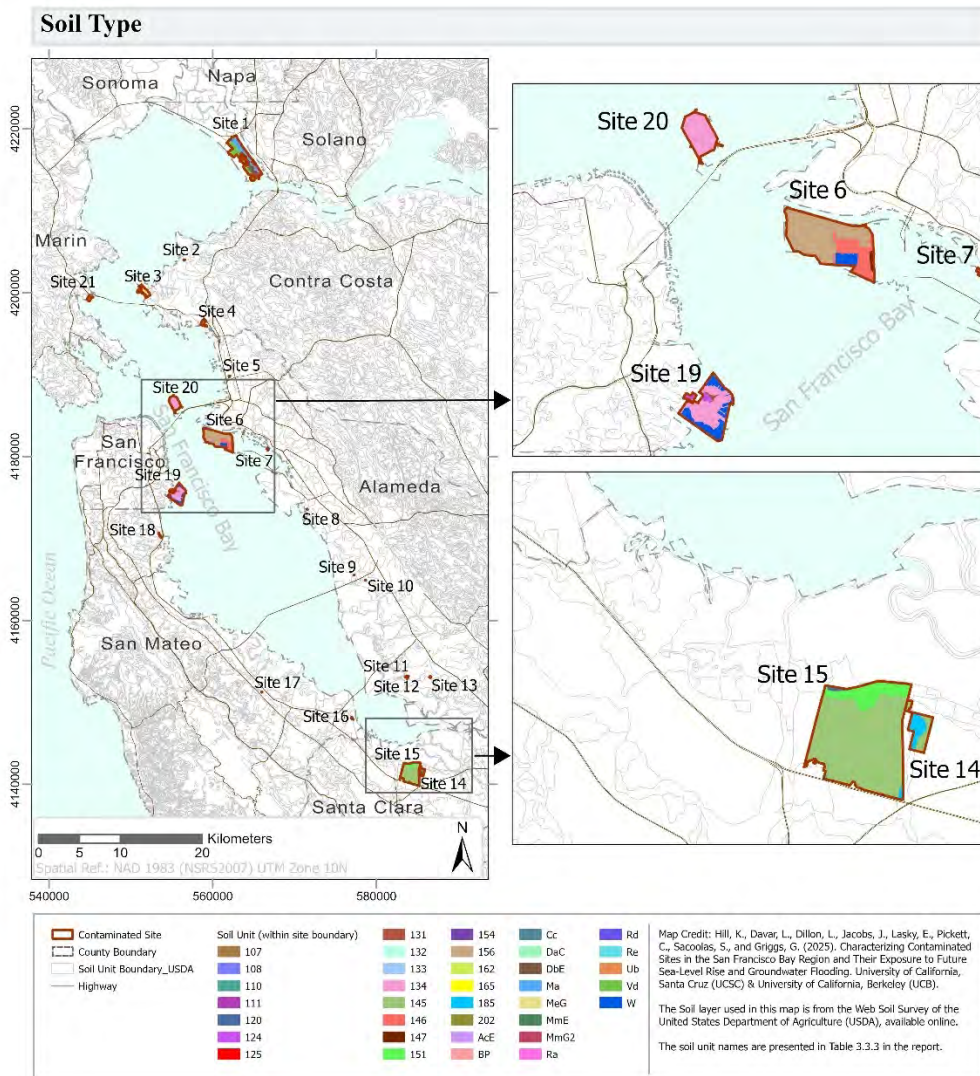 Soil Type
Sonoma
Napa
Solano
Marin
Contra Costa
San
Francisco
Alameda
San Mateo
Santa Clara
Pacific Ocean
San Francisco Bay
Site 1
Site 2
Site 3
Site 21
Site 4
Site 5
Site 20
Site 6
Site 7
Site 19
Site 8
Site 18
Site 9
Site 10
Site 11
Site 12
Site 13
Site 17
Site 16
Site 15
Site 14
4220000
4200000
4180000
4160000
4140000
540000
560000
580000
Kilometers
0 5 10 20
N
Spatial Ref.: NAD 1983 (NSRS2007) UTM Zone 10N
Site 20
Site 6
Site 7
Site 19
San Francisco Bay
Site 15
Site 14
Contaminated Site
County Boundary
Soil Unit Boundary_USDA
Highway
Soil Unit (within site boundary)
107
108
110
111
120
124
125
131
132
133
134
145
146
147
151
154
156
162
165
185
202
AcE
BP
Cc
DaC
DbE
Ma
MeG
MmE
MmG2
Ra
Rd
Re
Ub
Vd
W
Map Credit: Hill, K., Davar, L., Dillon, L., Jacobs, J., Lasky, E., Pickett,
C., Sacoolas, S., and Griggs, G. (2025). Characterizing Contaminated
Sites in the San Francisco Bay Region and Their Exposure to Future
Sea-Level Rise and Groundwater Flooding. University of California,
Santa Cruz (UCSC) & University of California, Berkeley (UCB).
The Soil layer used in this map is from the Web Soil Survey of the
United States Department of Agriculture (USDA), available online.
The soil unit names are presented in Table 3.3.3 in the report.